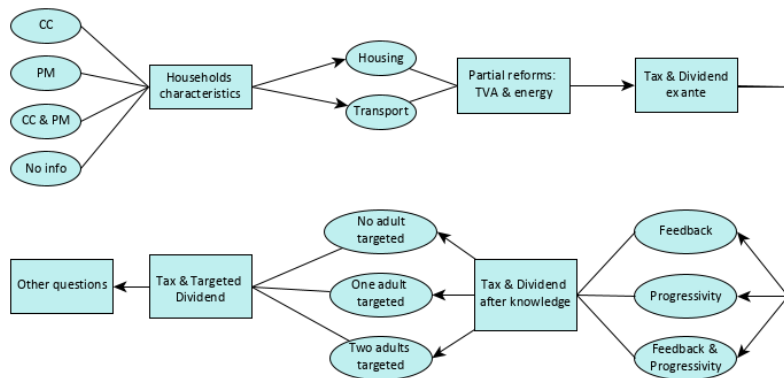 CC
PM
CC & PM
No info
Households
characteristics
Housing
Transport
Partial reforms:
TVA & energy
Tax & Dividend
ex ante
Feedback
Progressivity
Feedback &
Progressivity
Tax & Dividend
after knowledge
No adult
targeted
One adult
targeted
Two adults
targeted
Tax & Targeted
Dividend
Other questions